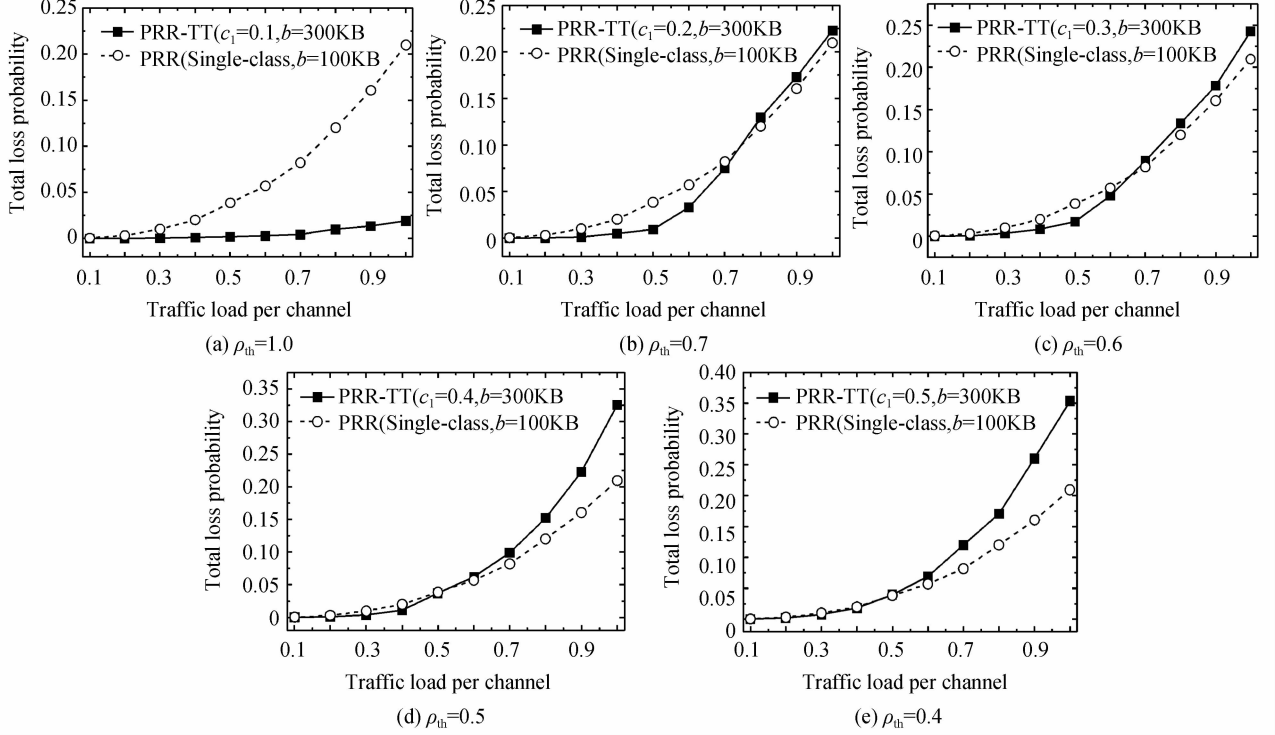 0.25
0.20
0.15
0.10
0.05
0
Total loss probability
PRR-TT(c₁=0.1,b=300KB
PRR(Single-class,b=100KB
0.1 0.3 0.5 0.7 0.9
Traffic load per channel
(a) ρth=1.0
0.25
0.20
0.15
0.10
0.05
0
Total loss probability
PRR-TT(c₁=0.2,b=300KB
PRR(Single-class,b=100KB
0.1 0.3 0.5 0.7 0.9
Traffic load per channel
(b) ρth=0.7
0.25
0.20
0.15
0.10
0.05
0
Total loss probability
PRR-TT(c₁=0.3,b=300KB
PRR(Single-class,b=100KB
0.1 0.3 0.5 0.7 0.9
Traffic load per channel
(c) ρth=0.6
0.35
0.30
0.25
0.20
0.15
0.10
0.05
0
Total loss probability
PRR-TT(c₁=0.4,b=300KB
PRR(Single-class,b=100KB
0.1 0.3 0.5 0.7 0.9
Traffic load per channel
(d) ρth=0.5
0.40
0.35
0.30
0.25
0.20
0.15
0.10
0.05
0
Total loss probability
PRR-TT(c₁=0.5,b=300KB
PRR(Single-class,b=100KB
0.1 0.3 0.5 0.7 0.9
Traffic load per channel
(e) ρth=0.4